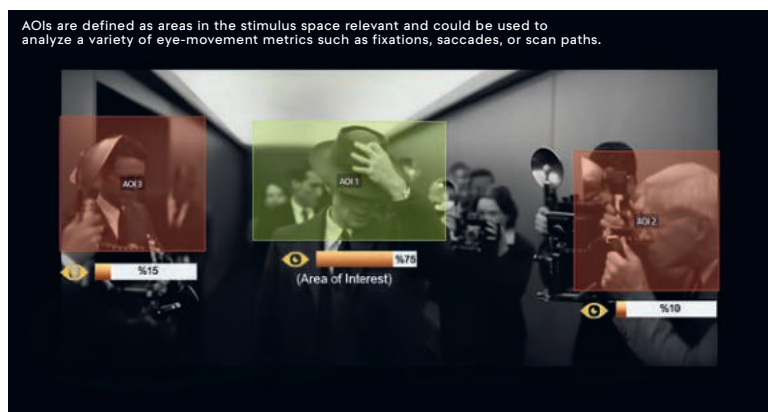 AOIs are defined as areas in the stimulus space relevant and could be used to
analyze a variety of eye-movement metrics such as fixations, saccades, or scan paths.
AOI 3
AOI 1
AOI 2
%15
%75
(Area of Interest)
%10